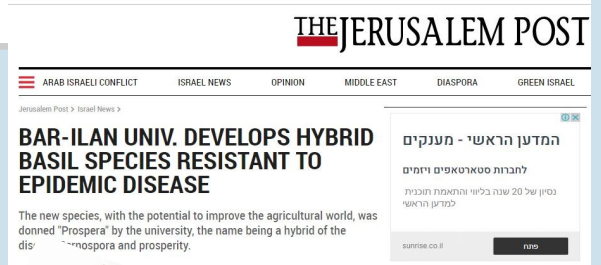 THE JERUSALEM POST
ARAB ISRAELI CONFLICT ISRAEL NEWS OPINION MIDDLE EAST DIASPORA GREEN ISRAEL
Jerusalem Post > Israel News >
BAR-ILAN UNIV. DEVELOPS HYBRID
BASIL SPECIES RESISTANT TO
EPIDEMIC DISEASE
The new species, with the potential to improve the agricultural world, was
donned "Prospera" by the university, the name being a hybrid of the
and prosperity.
המדען הראשי - מענקים
לחברות סטארטאפים ויזמים
נסיון של 20 שנה בליווי והתאמת תוכנית
למדען הראשי
sunrise.co.il
פתח